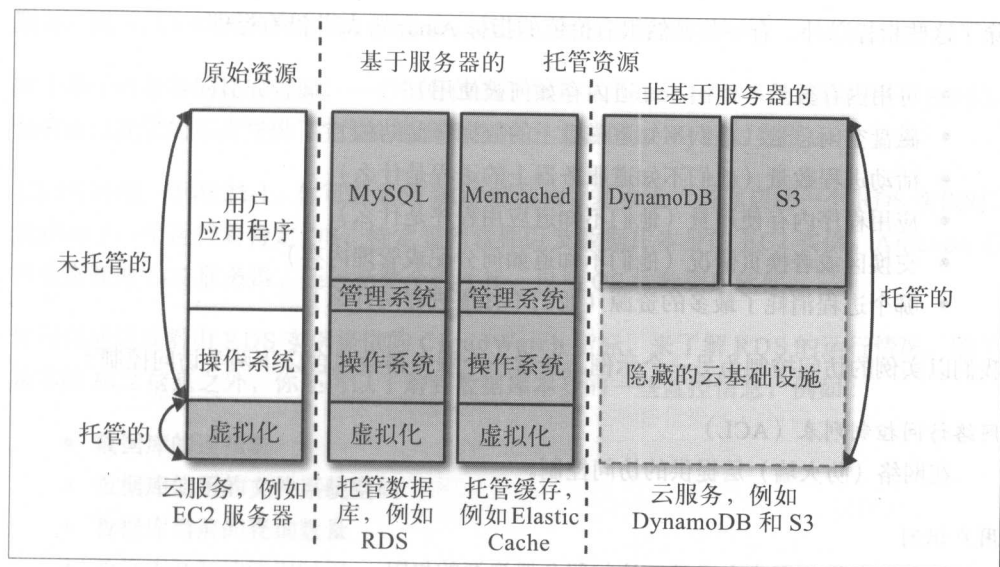 原始资源
基于服务器的 托管资源
非基于服务器的
用户
应用程序
操作系统
虚拟化
未托管的
托管的
云服务，例如
EC2 服务器
MySQL
管理系统
操作系统
虚拟化
托管数据
库，例如
RDS
Memcached
管理系统
操作系统
虚拟化
托管缓存，
例如 Elastic
Cache
DynamoDB
S3
隐藏的云基础设施
托管的
云服务，例如
DynamoDB 和 S3